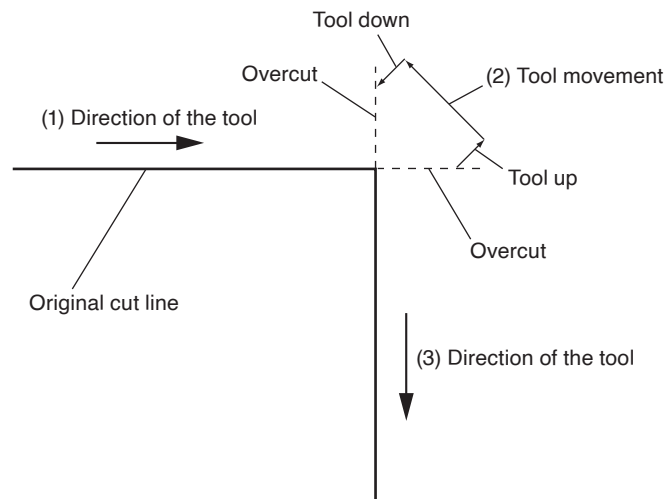 Tool down
Overcut
(2) Tool movement
(1) Direction of the tool
Tool up
Overcut
Original cut line
(3) Direction of the tool